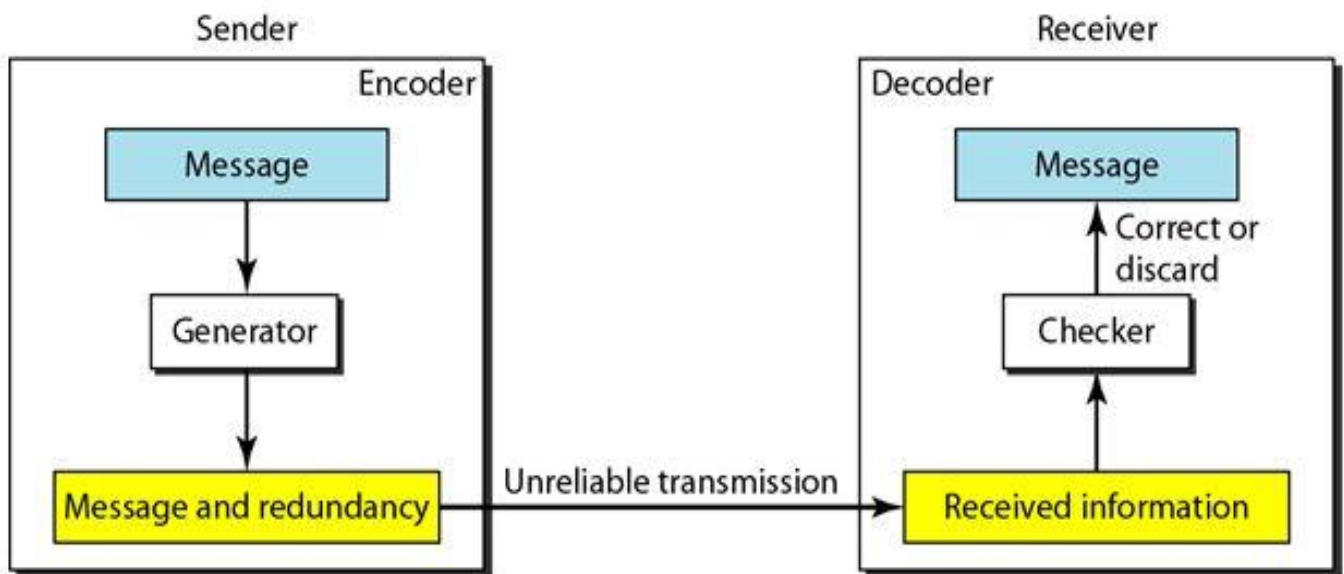 Sender
Encoder
Message
Generator
Message and redundancy
Unreliable transmission
Receiver
Decoder
Message
Correct or
discard
Checker
Received information